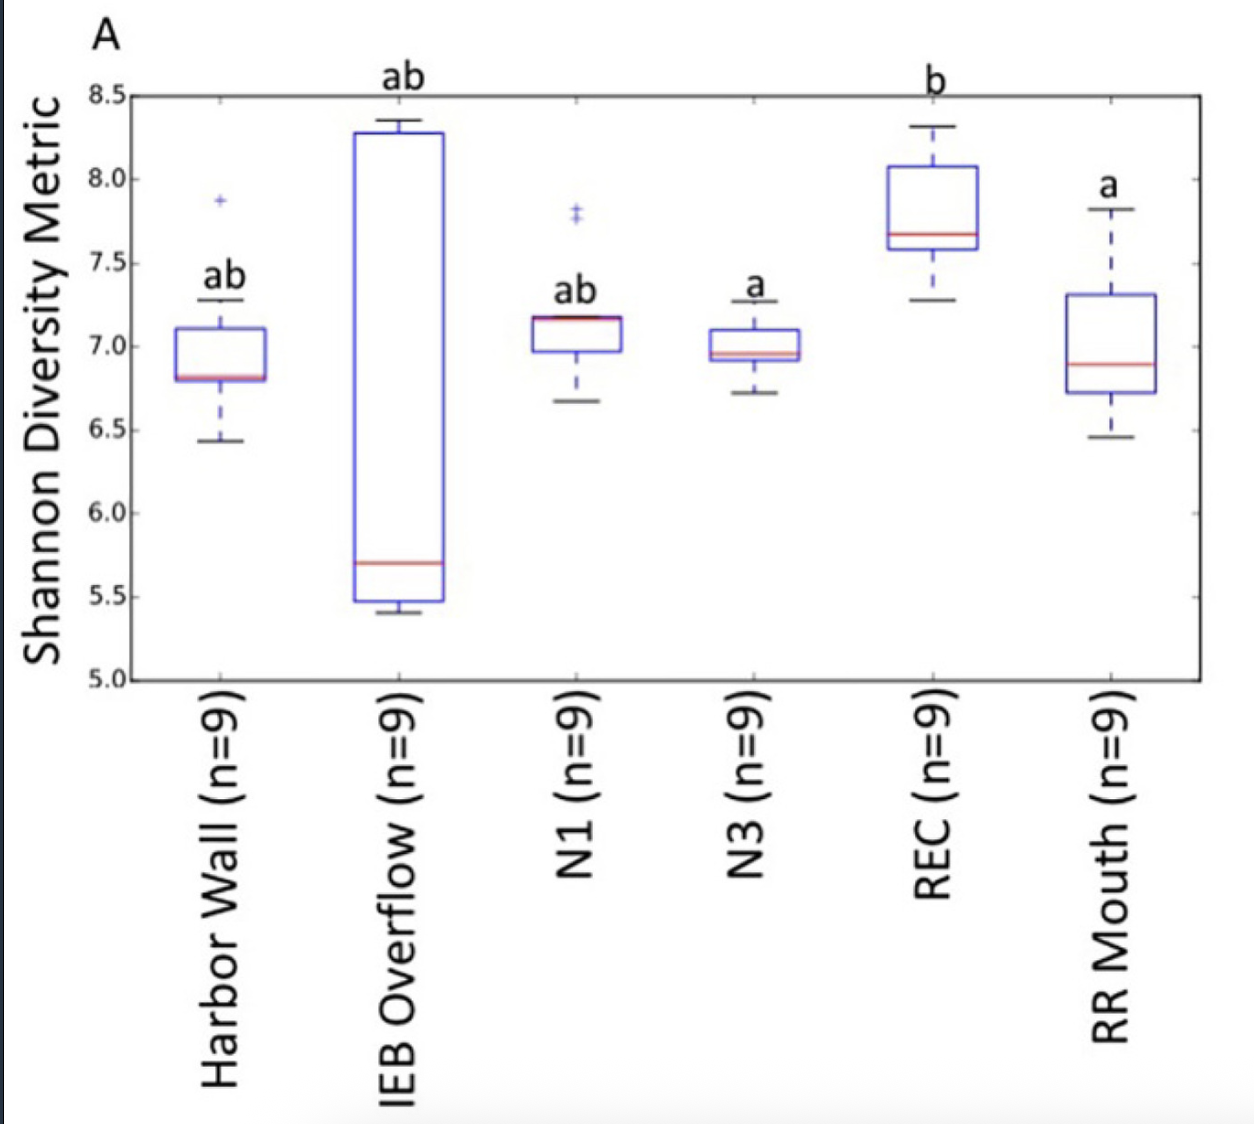 A
Shannon Diversity Metric
8.5
8.0
7.5
7.0
6.5
6.0
5.5
5.0
ab
ab
ab
a
b
a
Harbor Wall (n=9)
IEB Overflow (n=9)
N1 (n=9)
N3 (n=9)
REC (n=9)
RR Mouth (n=9)